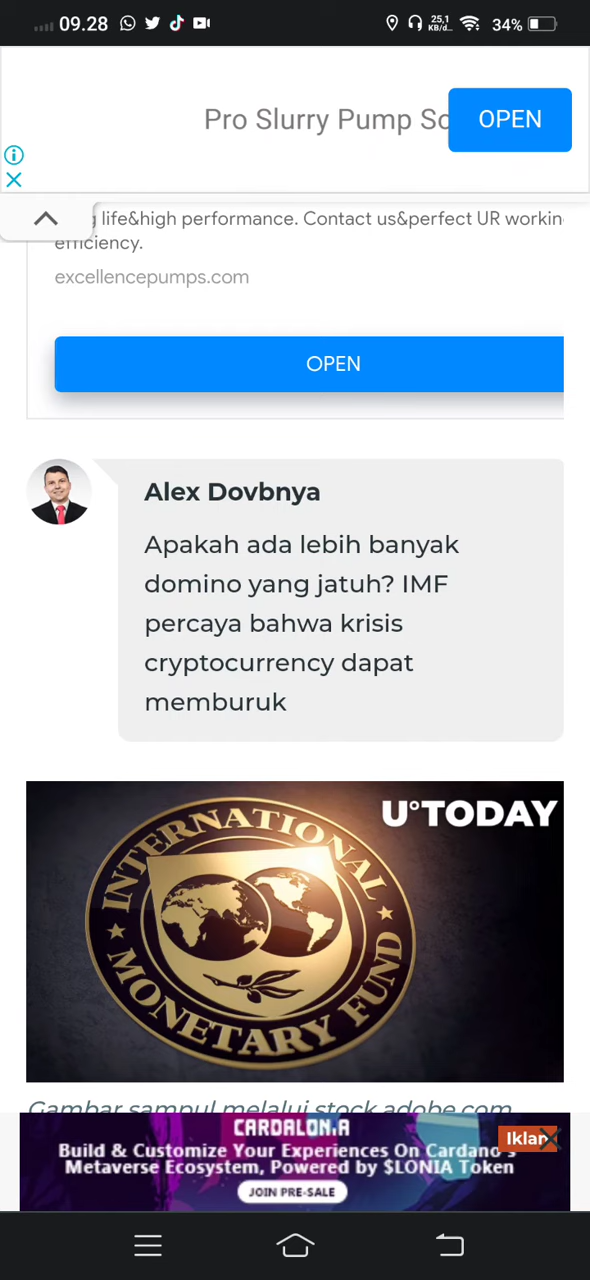 09.28
25,1
KB/d...
34%
Pro Slurry Pump Sc
OPEN
life&high performance. Contact us&perfect UR workin
efficiency.
excellencepumps.com
OPEN
Alex Dovbnya
Apakah ada lebih banyak
domino yang jatuh? IMF
percaya bahwa krisis
cryptocurrency dapat
memburuk
U°TODAY
INTERNATIONAL
MONETARY FUND
Gambar sampul melalui stock.adobe.com
CARDALON.A
Iklan
Build & Customize Your Experiences On Cardano's
Metaverse Ecosystem, Powered by $LONIA Token
JOIN PRE-SALE